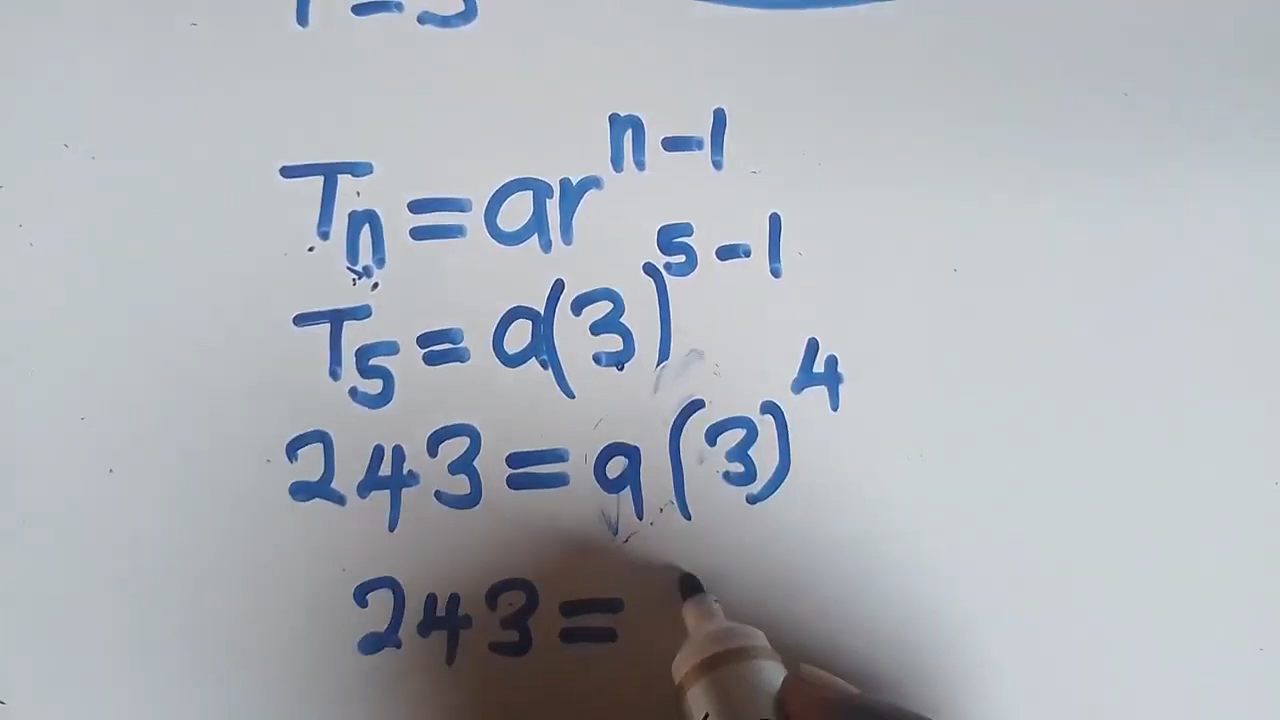 Tn = ar^n-1
T5 = a(3)^5-1
243 = a(3)^4
243 =